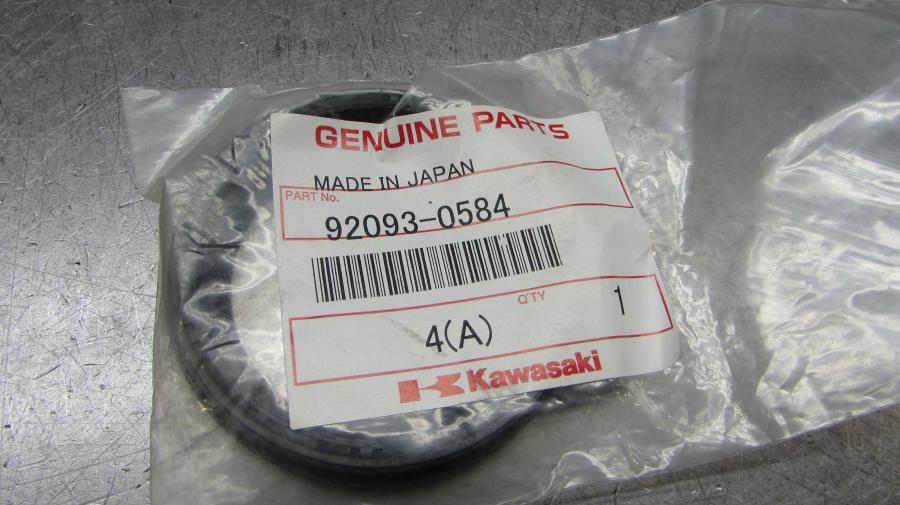 GENUINE PARTS
MADE IN JAPAN
PART No.
92093-0584
Q'TY
4(A) 1
Kawasaki